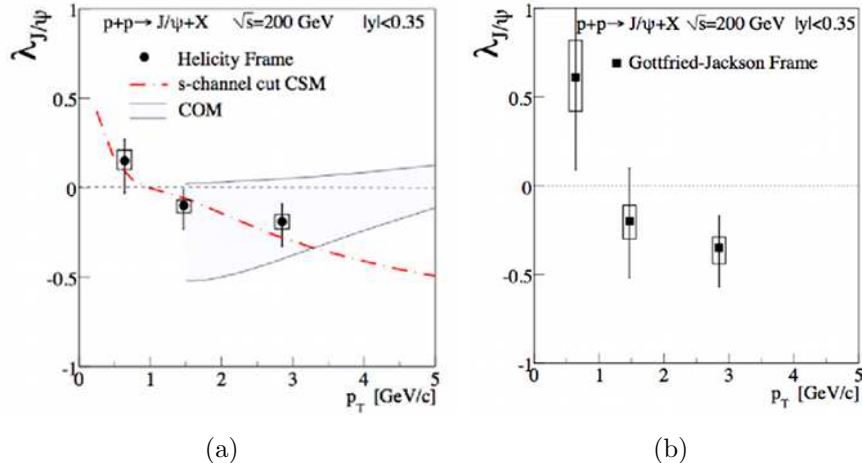 p+p→ J/ψ+X √s=200 GeV |y|<0.35
λJ/ψ
1
Helicity Frame
s-channel cut CSM
COM
0.5
0
-0.5
-1
0 1 2 3 4 5
pT [GeV/c]
(a)
p+p→ J/ψ+X √s=200 GeV |y|<0.35
λJ/ψ
1
Gottfried-Jackson Frame
0.5
0
-0.5
-1
0 1 2 3 4 5
pT [GeV/c]
(b)